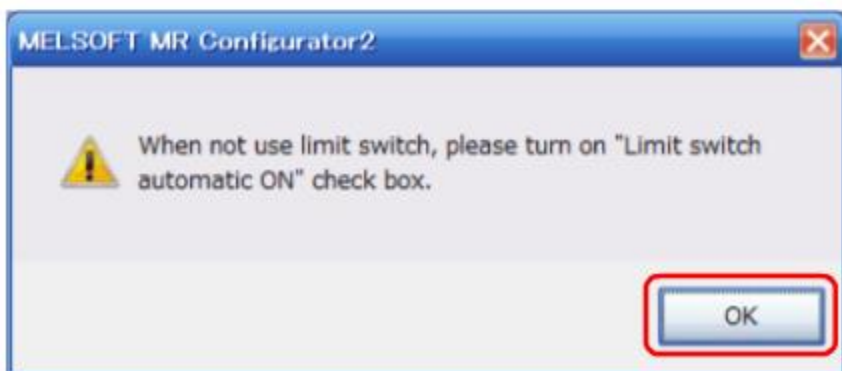 MELSOFT MR Configurator2
When not use limit switch, please turn on "Limit switch
automatic ON" check box.
OK